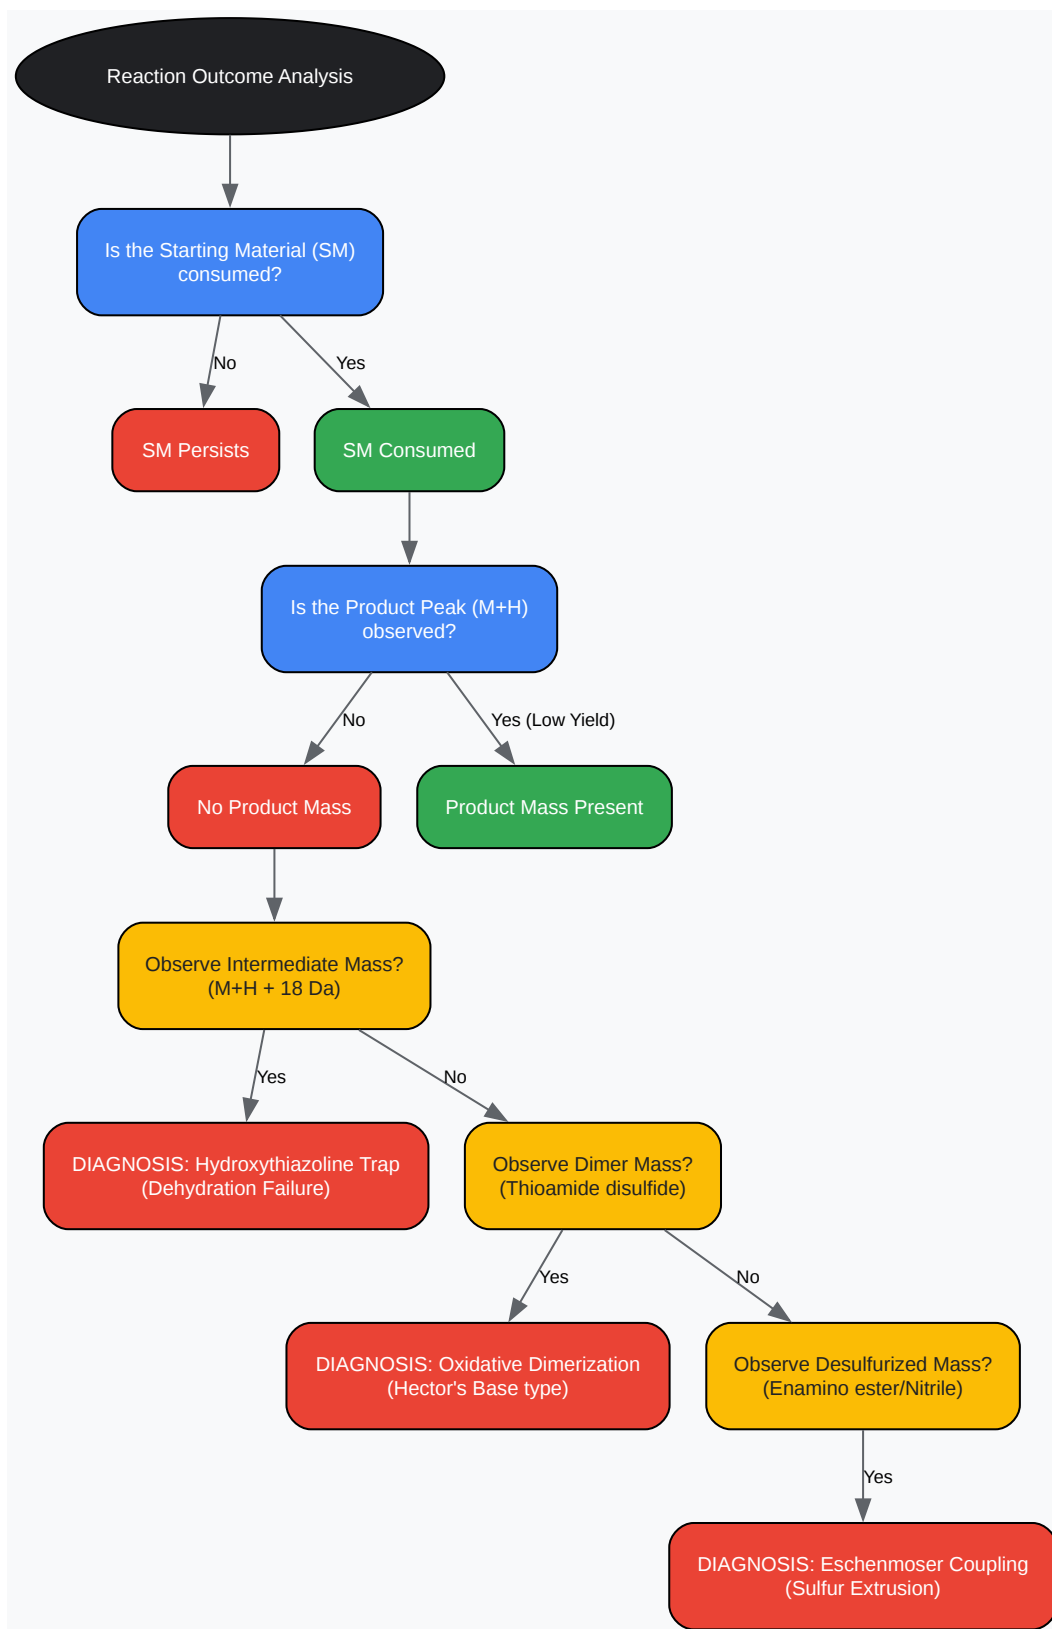 Reaction Outcome Analysis
Is the Starting Material (SM)
consumed?
No
Yes
SM Persists
SM Consumed
Is the Product Peak (M+H)
observed?
No
Yes (Low Yield)
No Product Mass
Product Mass Present
Observe Intermediate Mass?
(M+H + 18 Da)
Yes
No
DIAGNOSIS: Hydroxythiazoline Trap
(Dehydration Failure)
Observe Dimer Mass?
(Thioamide disulfide)
Yes
No
DIAGNOSIS: Oxidative Dimerization
(Hector's Base type)
Observe Desulfurized Mass?
(Enamino ester/Nitrile)
Yes
DIAGNOSIS: Eschenmoser Coupling
(Sulfur Extrusion)